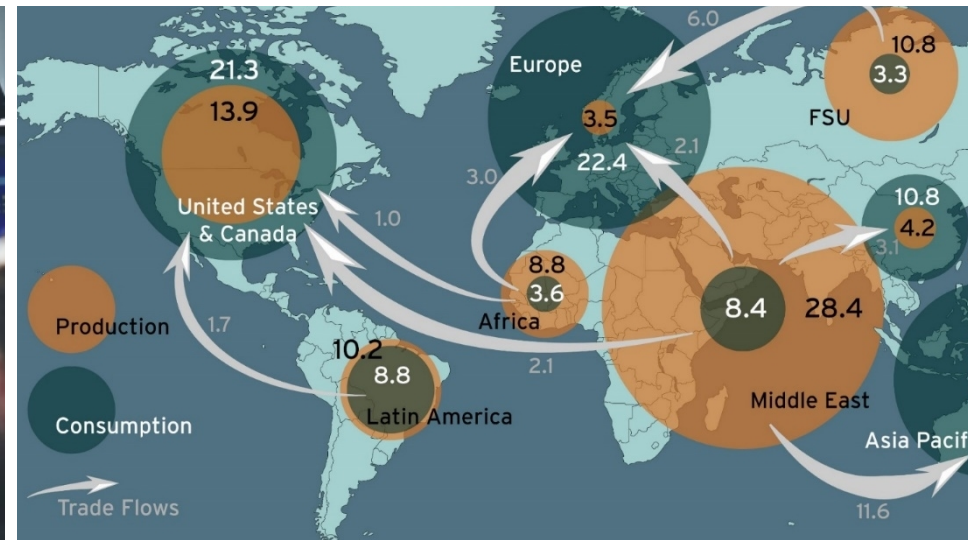 6.0
10.8
3.3
FSU
21.3
13.9
United States
& Canada
Europe
3.5
22.4
2.1
3.0
1.0
10.8
4.2
3.1
8.8
3.6
Africa
8.4
28.4
Middle East
Production
1.7
2.1
10.2
8.8
Latin America
Consumption
Asia Pacif
11.6
Trade Flows